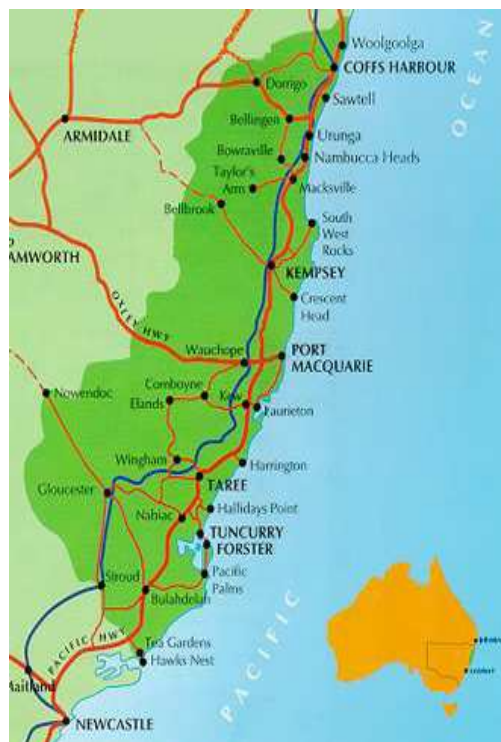 Woolgoolga
COFFS HARBOUR
Dorrigo
Sawtell
OCEAN
ARMIDALE
Bellingen
Urunga
Bowraville
Nambucca Heads
Taylor's
Arm
Macksville
Bellbrook
South
West
Rocks
AMWORTH
KEMPSEY
Crescent
Head
OXLEY HWY
Wauchope
PORT
MACQUARIE
Comboyne
Nowendoc
Elands
Kew
Laurieton
Wingham
Harrington
Gloucester
TAREE
Hallidays Point
Nabiac
TUNCURRY
FORSTER
Stroud
Pacific
Palms
Bulahdelah
PACIFIC
PACIFIC HWY
Tea Gardens
Hawks Nest
Maitland
NEWCASTLE